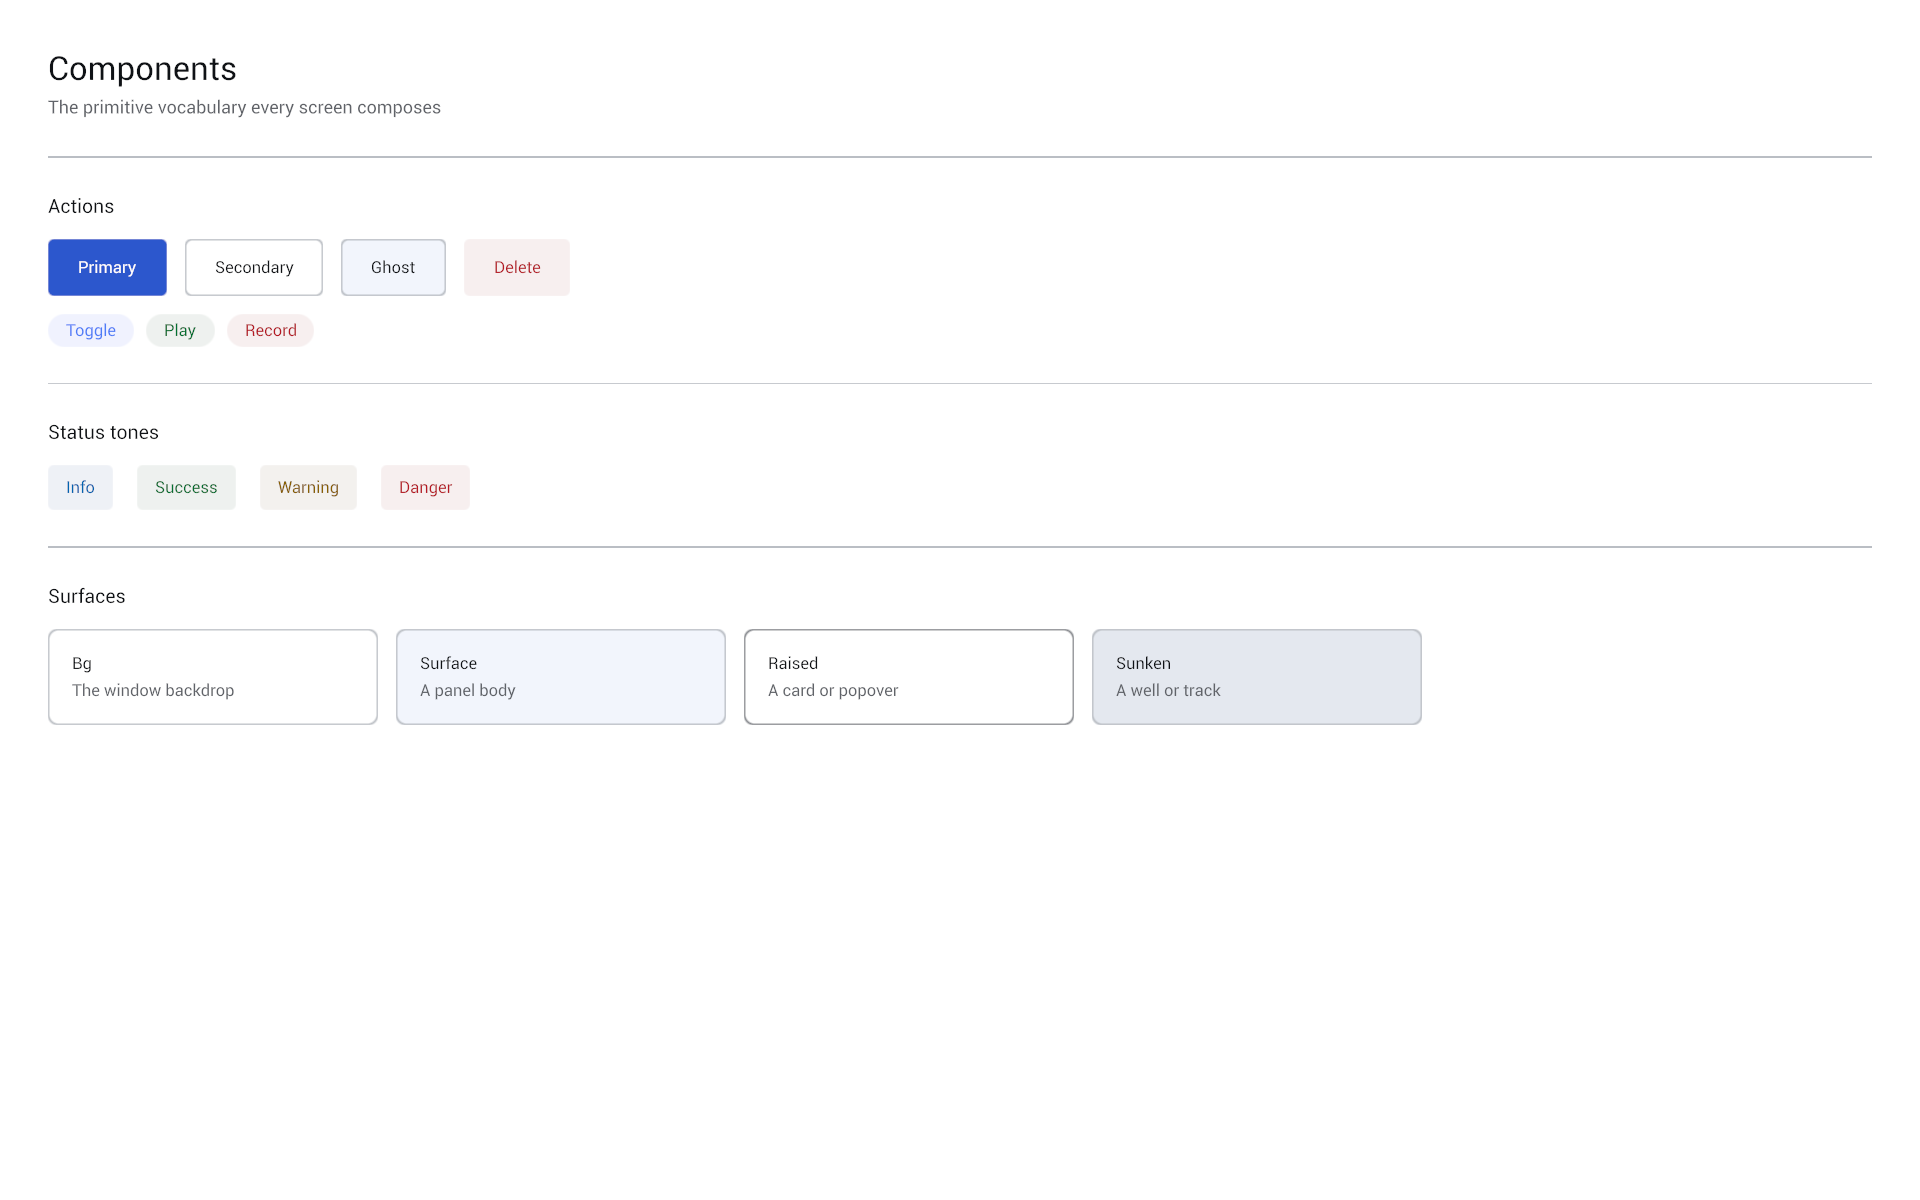 Components
The primitive vocabulary every screen composes
Actions
Primary Secondary Ghost Delete
Toggle Play Record
Status tones
Info Success Warning Danger
Surfaces
Bg Surface Raised Sunken
The window backdrop A panel body A card or popover A well or track